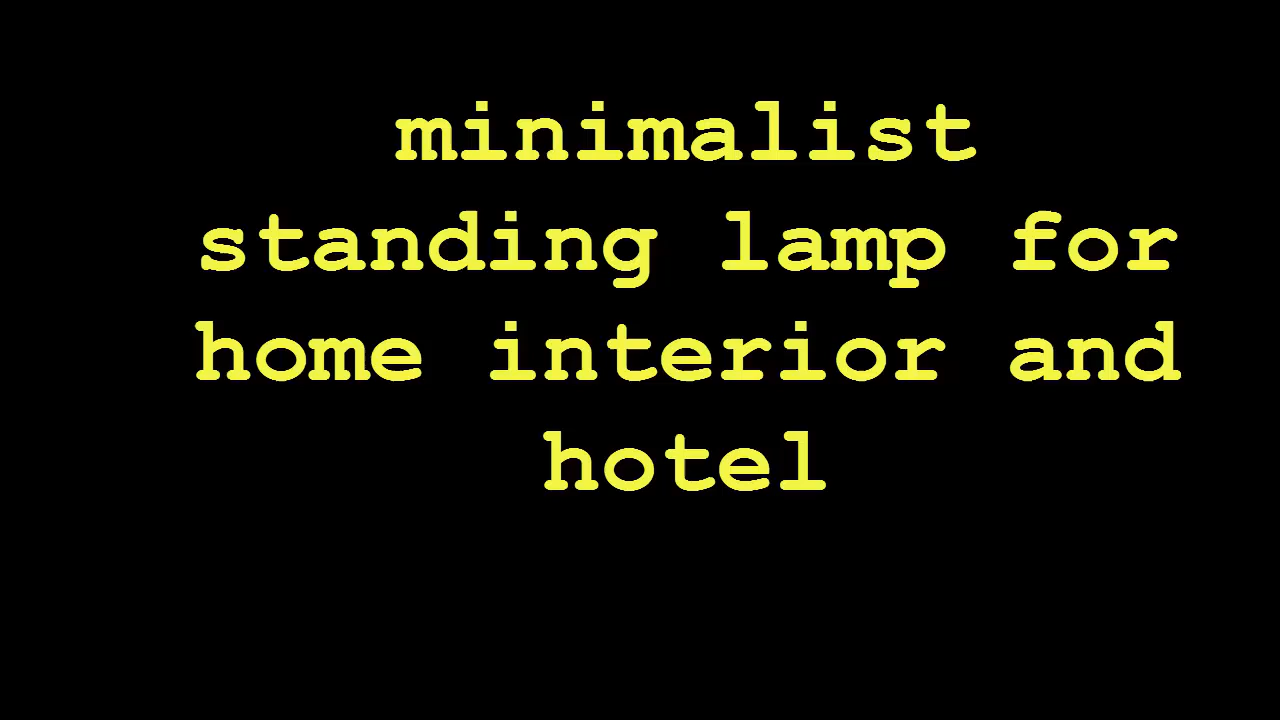 minimalist
standing lamp for
home interior and
hotel